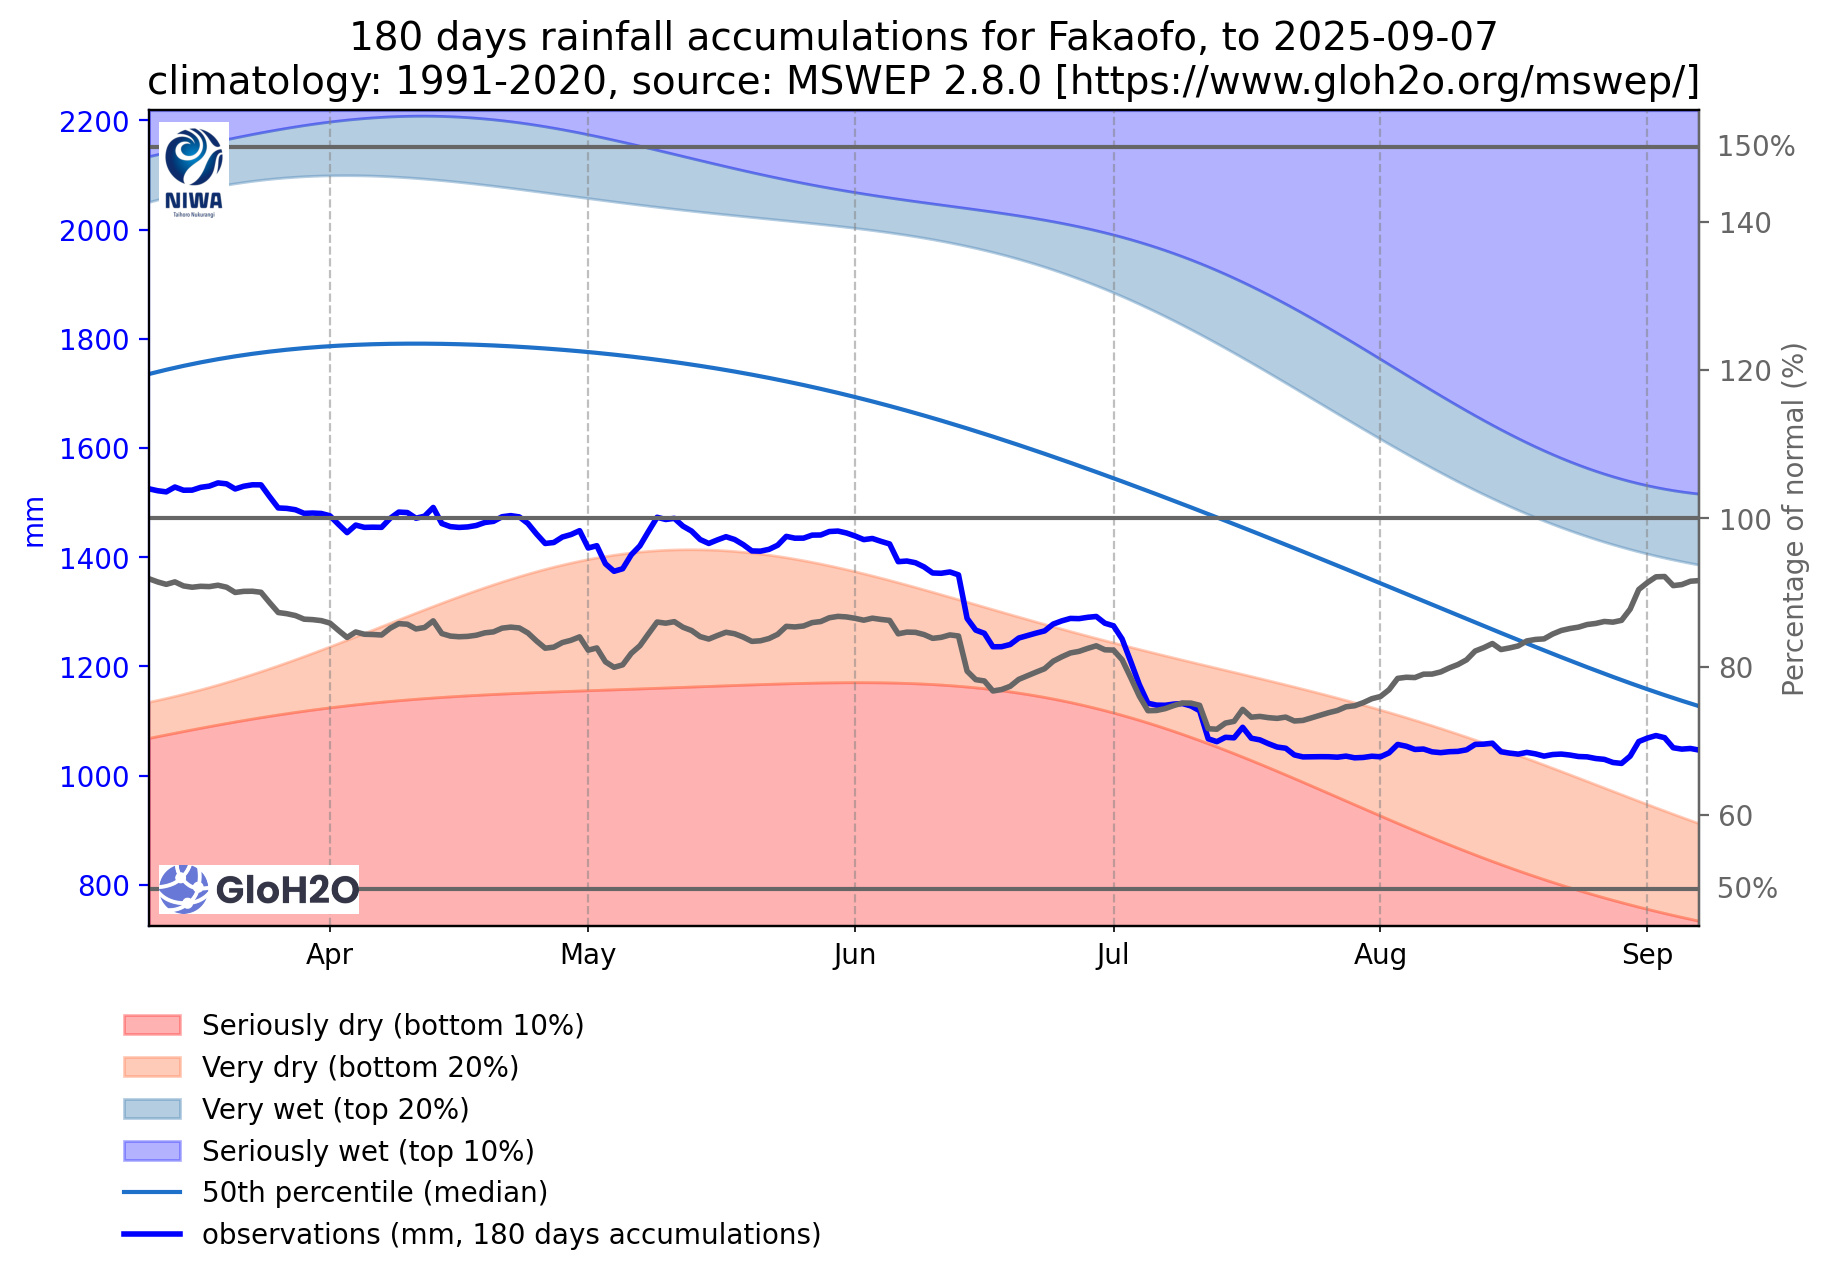 180 days rainfall accumulations for Fakaofo, to 2025-09-07
climatology: 1991-2020, source: MSWEP 2.8.0 [https://www.gloh2o.org/mswep/]
2200
2000
1800
1600
1400
1200
1000
800
mm
NIWA
Taihoro Nukurangi
GloH2O
150%
140
120
100
80
60
50%
Percentage of normal (%)
Apr
May
Jun
Jul
Aug
Sep
Seriously dry (bottom 10%)
Very dry (bottom 20%)
Very wet (top 20%)
Seriously wet (top 10%)
50th percentile (median)
observations (mm, 180 days accumulations)